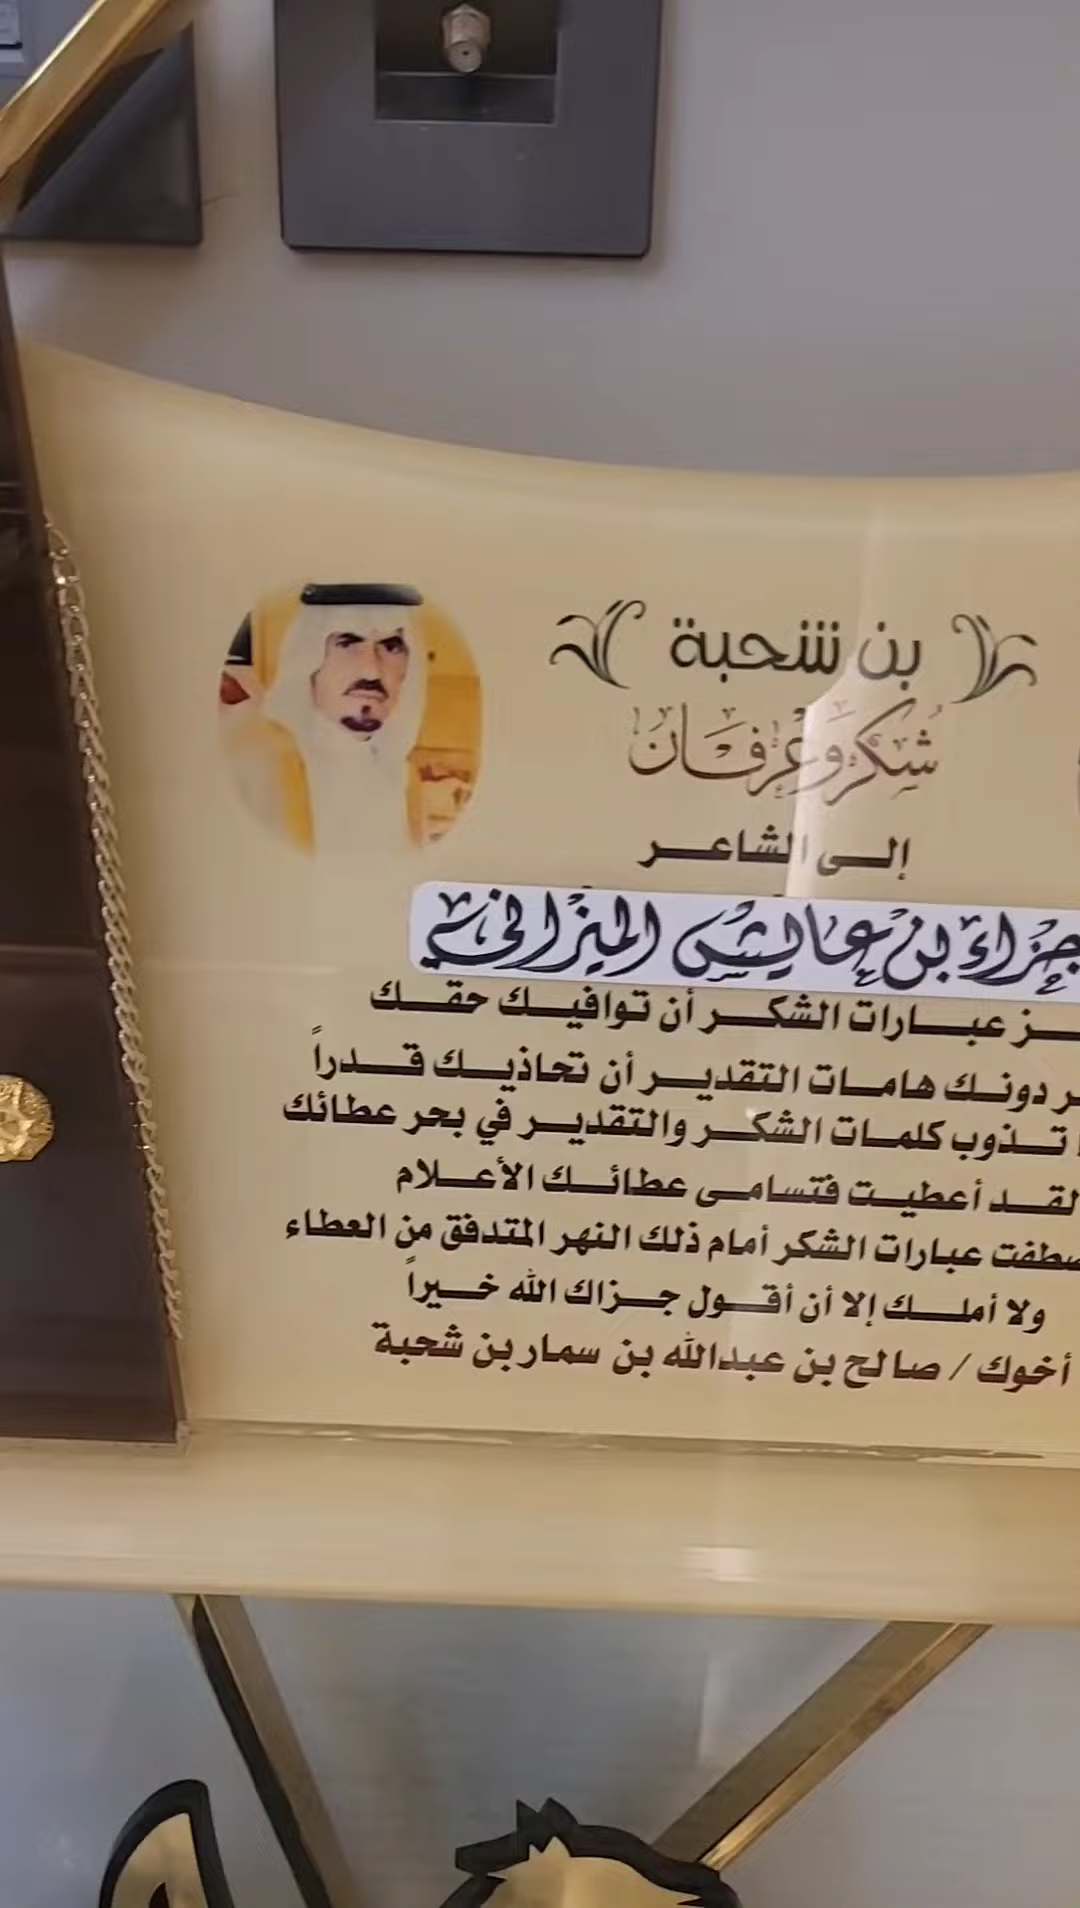 بن شحبة
شكر وعرفان
إلى الشاعر
جزاء بن عايش الميزاني
عبارات الشكر أن توافيك حقك
دونك هامات التقدير أن تحاذيك قدراً
تذوب كلمات الشكر والتقدير في بحر عطائك
لقد أعطيت فتسامى عطائك الأعلام
عبارات الشكر أمام ذلك النهر المتدفق من العطاء
ولا أملك إلا أن أقول جزاك الله خيراً
أخوك / صالح بن عبدالله بن سمار بن شحبة